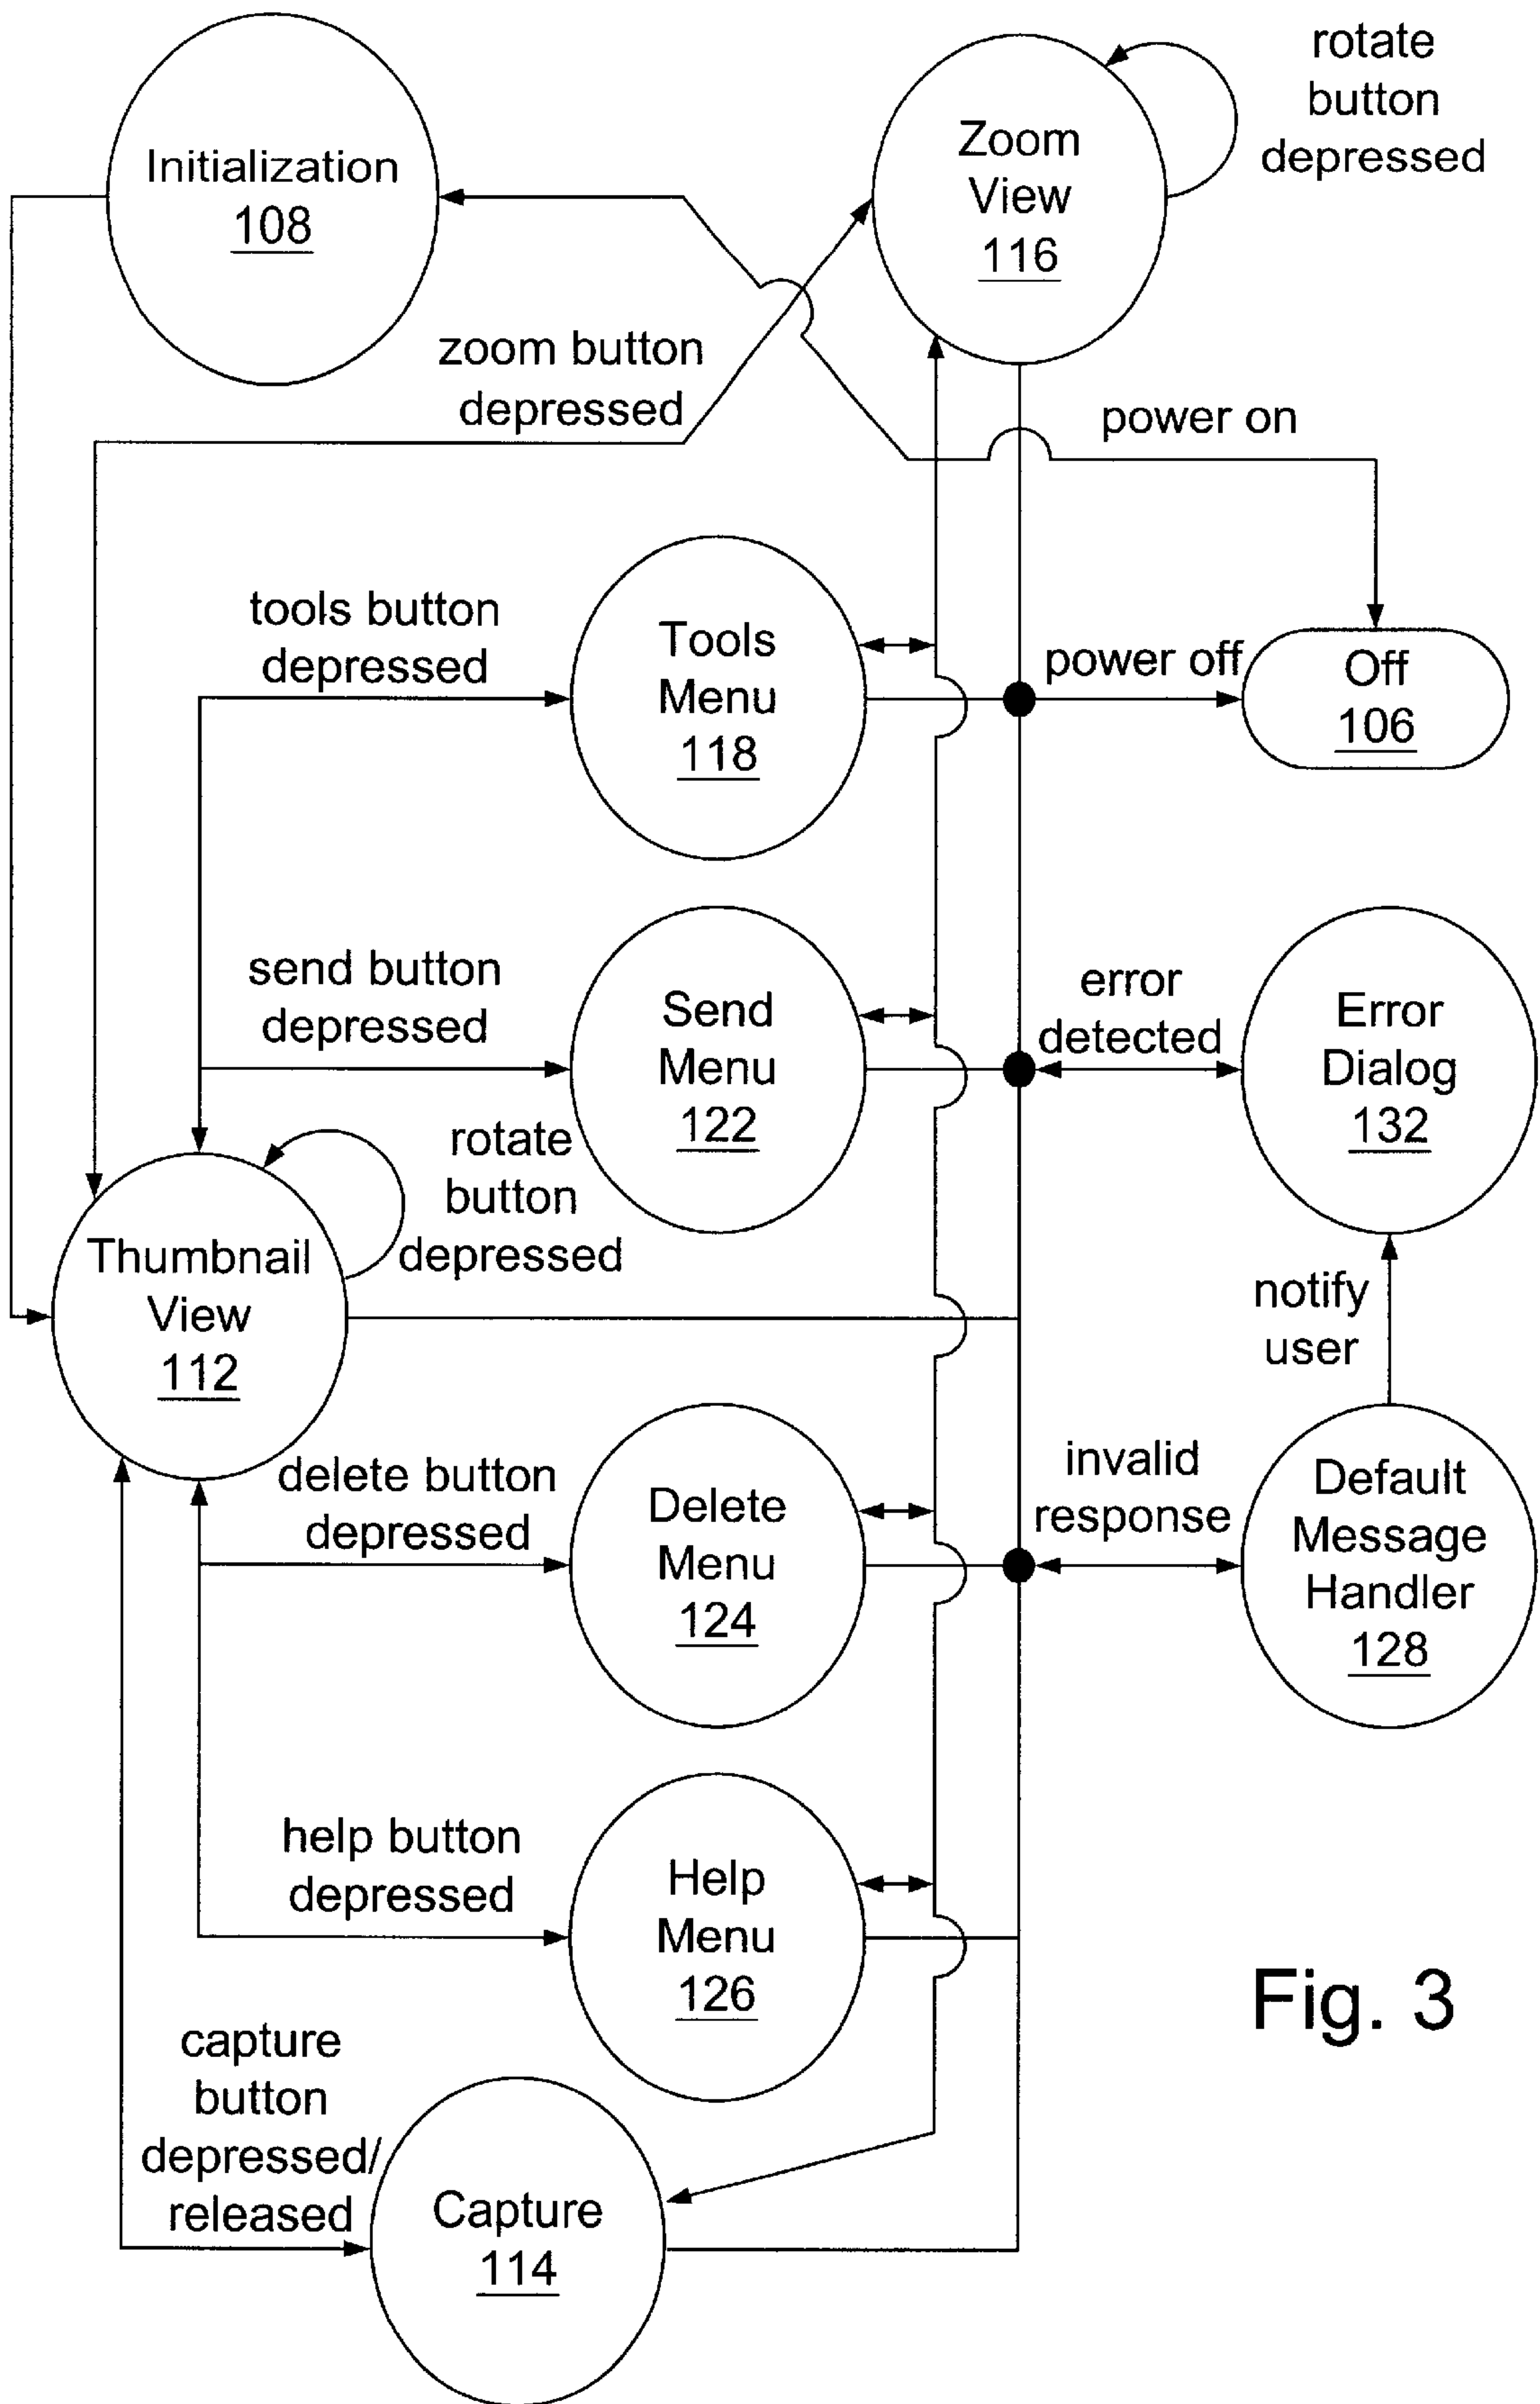 Initialization
108
Zoom
View
116
rotate
button
depressed
zoom button
depressed
power on
tools button
depressed
Tools
Menu
118
power off
Off
106
send button
depressed
Send
Menu
122
error
detected
Error
Dialog
132
rotate
button
depressed
Thumbnail
View
112
notify
user
delete button
depressed
Delete
Menu
124
invalid
response
Default
Message
Handler
128
help button
depressed
Help
Menu
126
Fig. 3
capture
button
depressed/
released
Capture
114